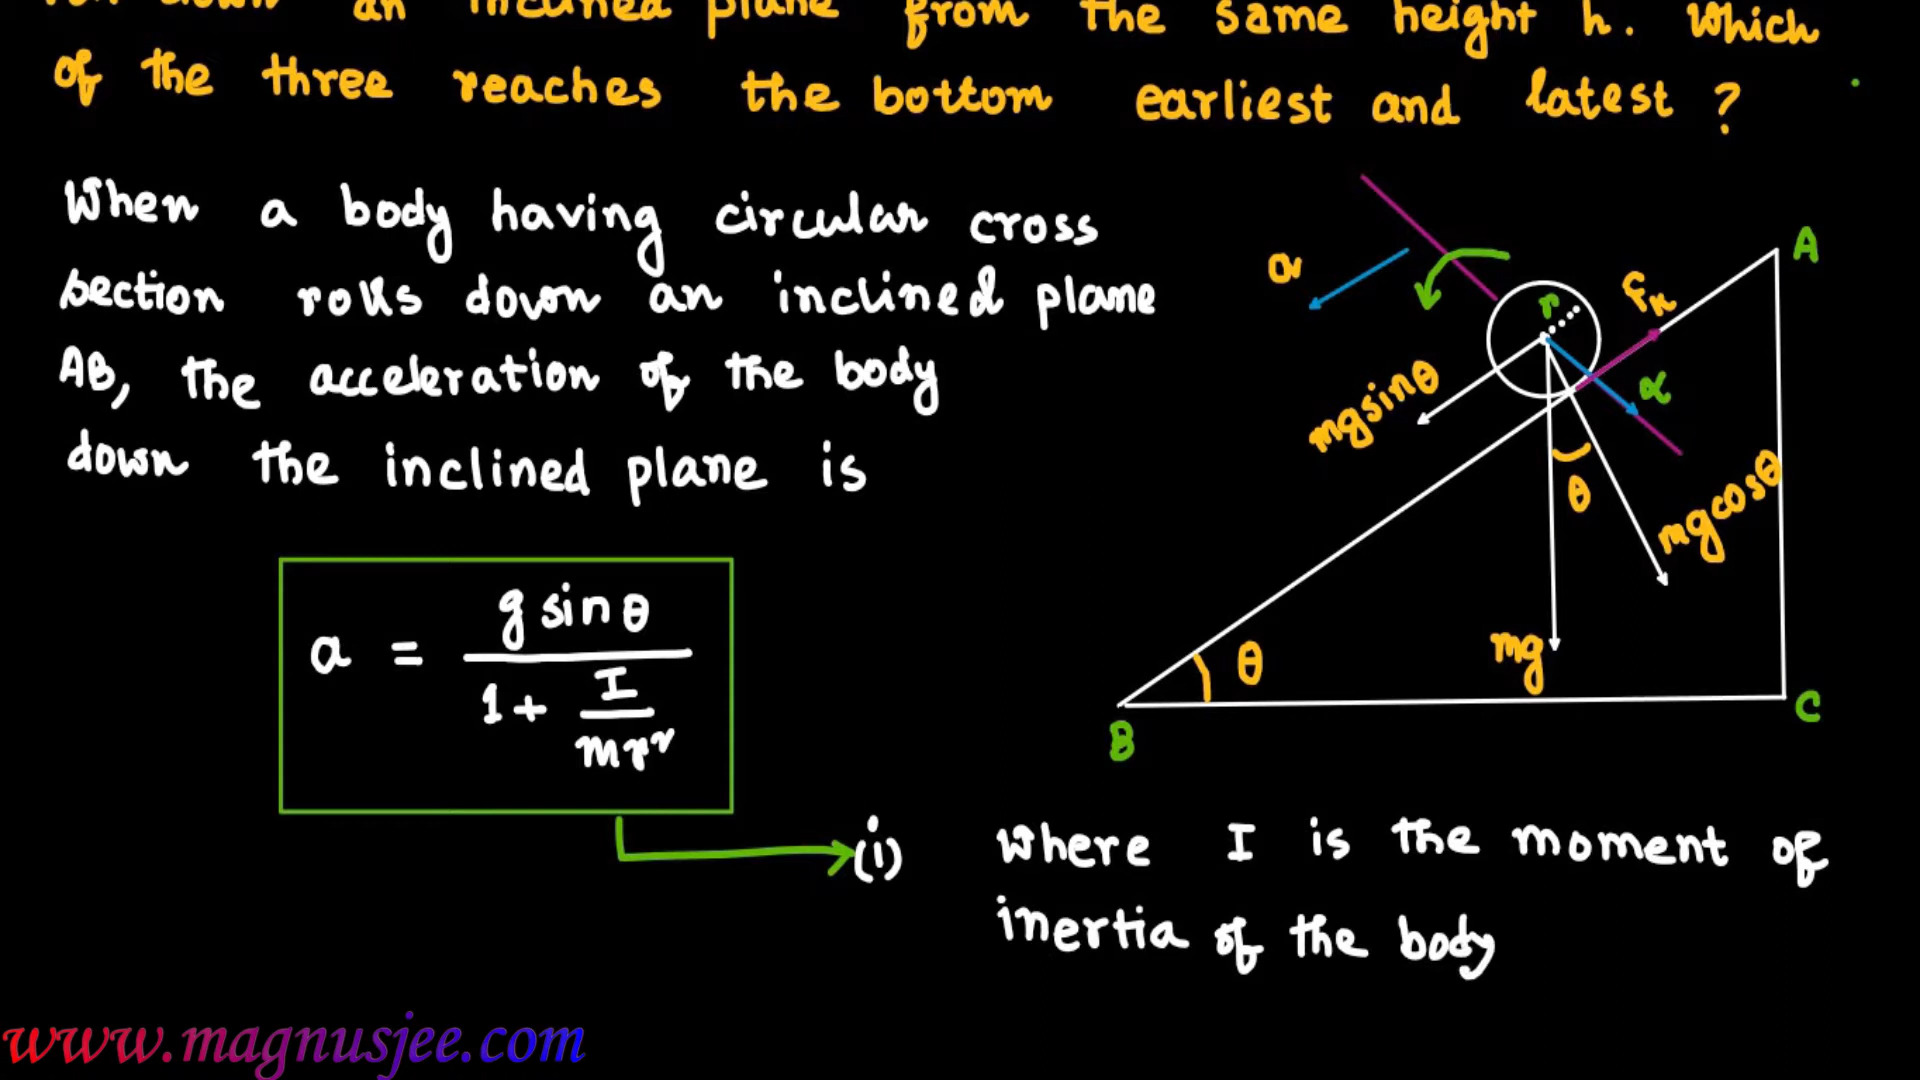 roll down an inclined plane from the same height h. Which
of the three reaches the bottom earliest and latest ?
When a body having circular cross
section rolls down an inclined plane
AB, the acceleration of the body
down the inclined plane is
a = g sinθ / 1 + I / mr²
(i)
where I is the moment of
inertia of the body
a
r
fk
A
α
mgsinθ
θ
mgcosθ
mg
θ
B
C
www.magnusjee.com